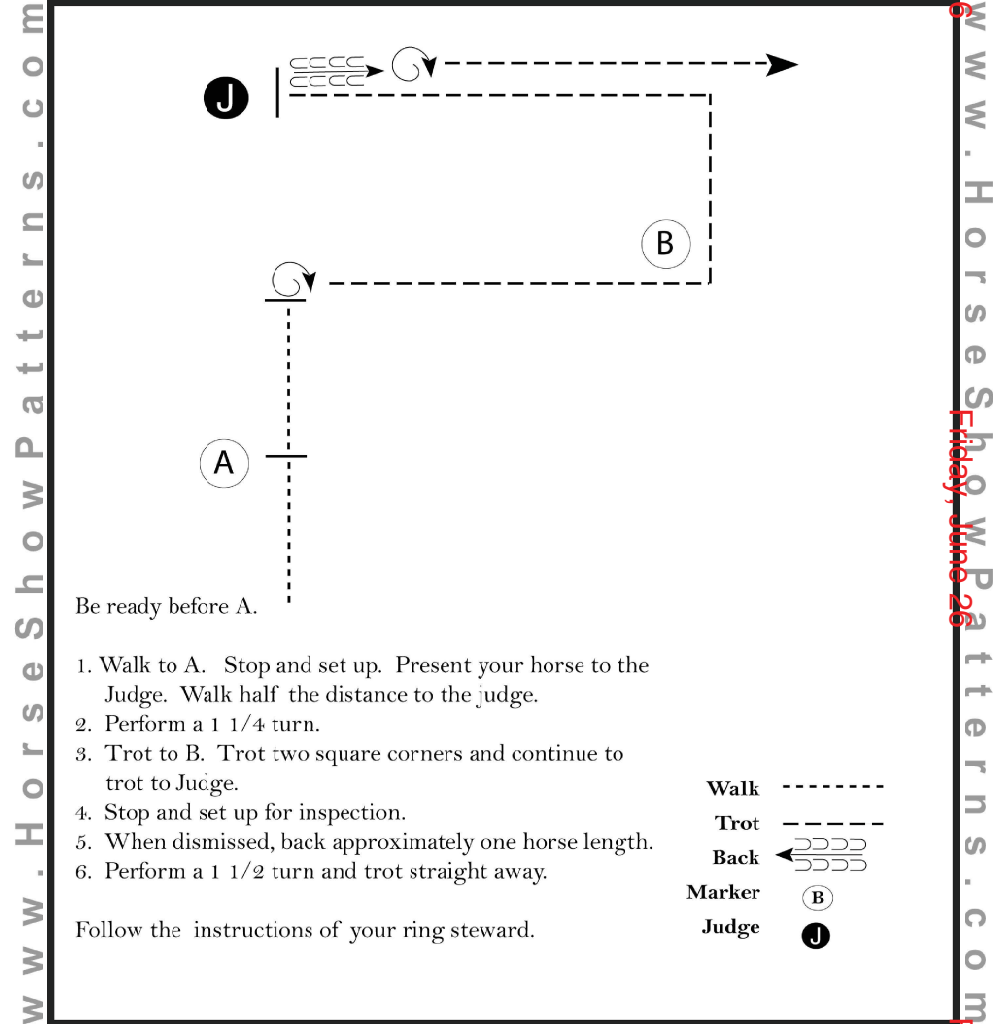 www.HorseShowPatterns.com
J
B
A
Be ready before A.
1. Walk to A. Stop and set up. Present your horse to the
Judge. Walk half the distance to the judge.
2. Perform a 1 1/4 turn.
3. Trot to B. Trot two square corners and continue to
trot to Judge.
4. Stop and set up for inspection.
5. When dismissed, back approximately one horse length.
6. Perform a 1 1/2 turn and trot straight away.
Follow the instructions of your ring steward.
Walk
Trot
Back
Marker B
Judge J
www.HorseShowPatterns.com
6
Friday, June 26